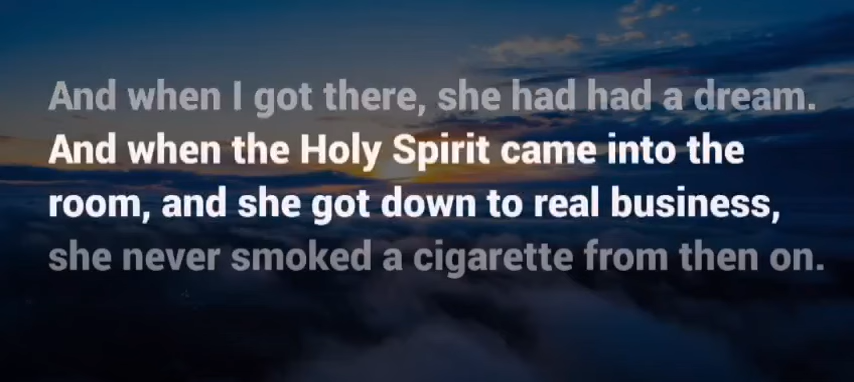 And when I got there, she had had a dream.
And when the Holy Spirit came into the
room, and she got down to real business,
she never smoked a cigarette from then on.